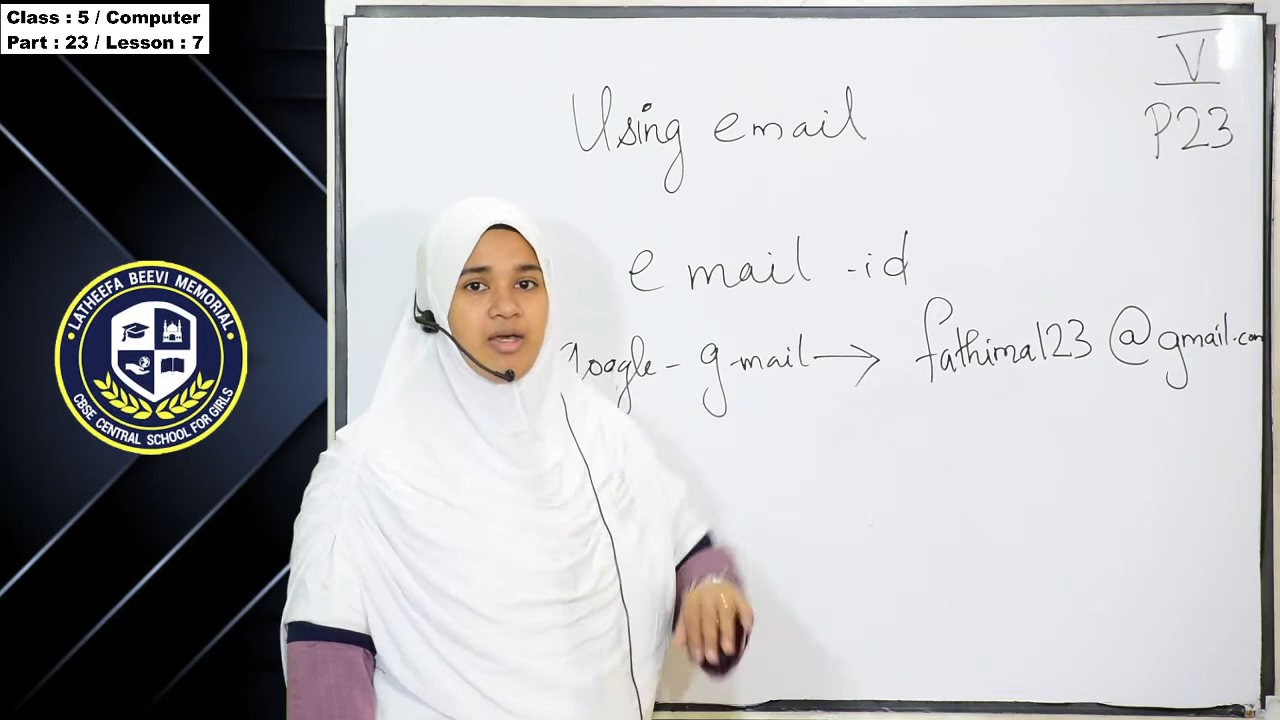 Class : 5 / Computer
Part : 23 / Lesson : 7
LATHEEFA BEEVI MEMORIAL
CBSE CENTRAL SCHOOL FOR GIRLS
V
P23
Using email
email -id
google - g-mail → fathima123@gmail.com